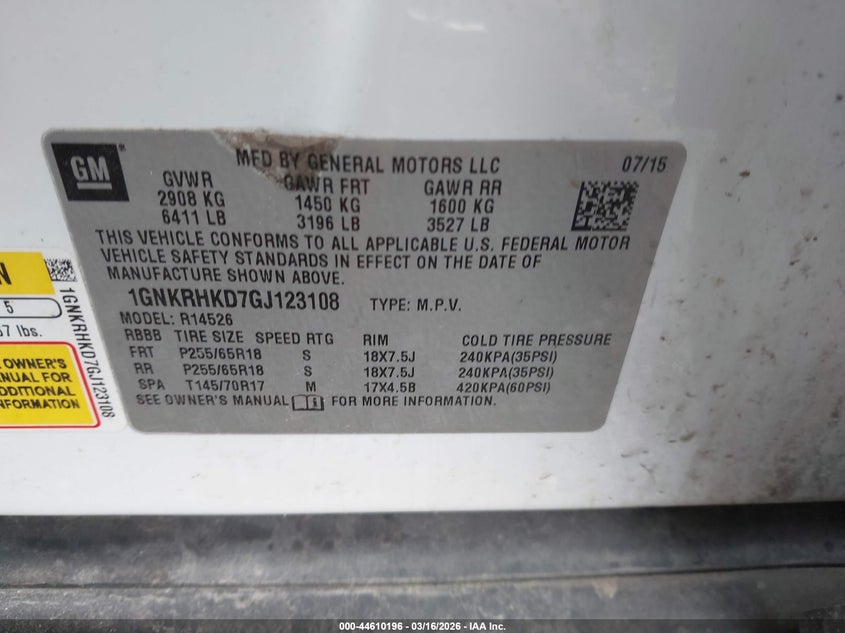 GM
MFD BY GENERAL MOTORS LLC 07/15
GVWR GAWR FRT GAWR RR
2908 KG 1450 KG 1600 KG
6411 LB 3196 LB 3527 LB
THIS VEHICLE CONFORMS TO ALL APPLICABLE U.S. FEDERAL MOTOR
VEHICLE SAFETY STANDARDS IN EFFECT ON THE DATE OF
MANUFACTURE SHOWN ABOVE.
1GNKRHKD7GJ123108 TYPE: M.P.V.
MODEL: R14526
RBBB TIRE SIZE SPEED RTG RIM COLD TIRE PRESSURE
FRT P255/65R18 S 18X7.5J 240KPA(35PSI)
RR P255/65R18 S 18X7.5J 240KPA(35PSI)
SPA T145/70R17 M 17X4.5B 420KPA(60PSI)
SEE OWNER'S MANUAL FOR MORE INFORMATION.
N
5
7 lbs.
OWNER'S
ANUAL FOR
DDITIONAL
NFORMATION
1GNKRHKD7GJ123108
000-44610196 - 03/16/2026 - IAA Inc.